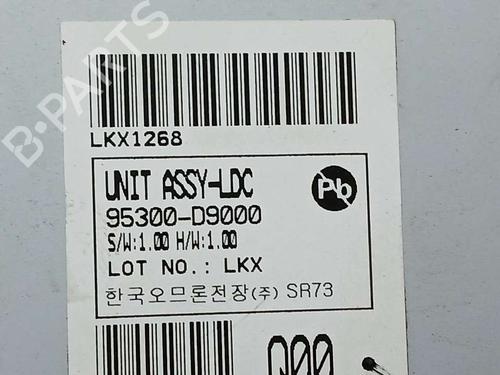 B-PARTS
LKX1268
UNIT ASSY-LDC
Pb
95300-D9000
S/W:1.00 H/W:1.00
LOT NO.: LKX
한국오므론전장(주) SR73
Q00